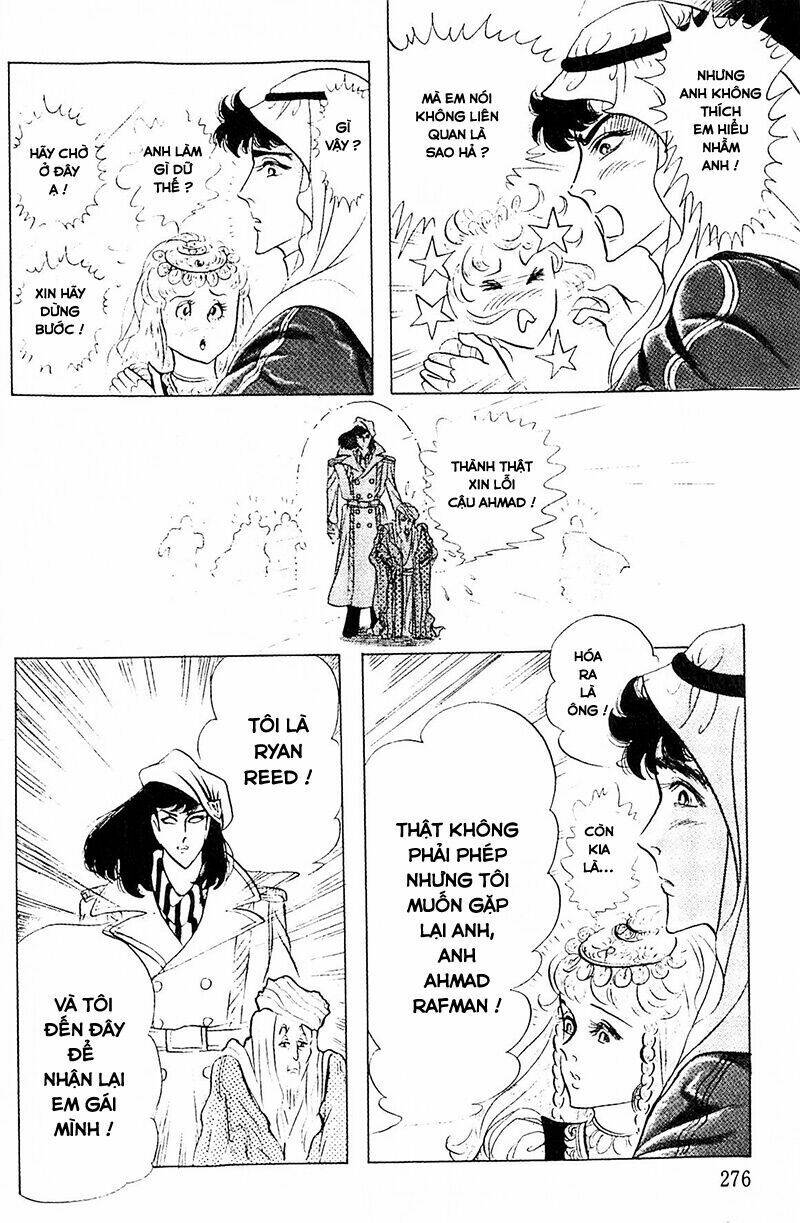 NHƯNG
ANH KHÔNG
THÍCH
EM HIỂU
NHẦM
ANH !
MÀ EM NÓI
KHÔNG LIÊN
QUAN LÀ
SAO HẢ ?
GÌ
VẬY ?
ANH LÀM
GÌ DỮ
THẾ ?
HÃY CHỜ
Ở ĐÂY
Ạ !
XIN HÃY
DỪNG
BƯỚC !
THÀNH THẬT
XIN LỖI
CẬU AHMAD !
HÓA
RA
LÀ
ÔNG !
CÒN
KIA
LÀ...
THẬT KHÔNG
PHẢI PHÉP
NHƯNG TÔI
MUỐN GẶP
LẠI ANH,
ANH
AHMAD
RAFMAN !
TÔI LÀ
RYAN
REED !
VÀ TÔI
ĐẾN ĐÂY
ĐỂ
NHẬN LẠI
EM GÁI
MÌNH !
276